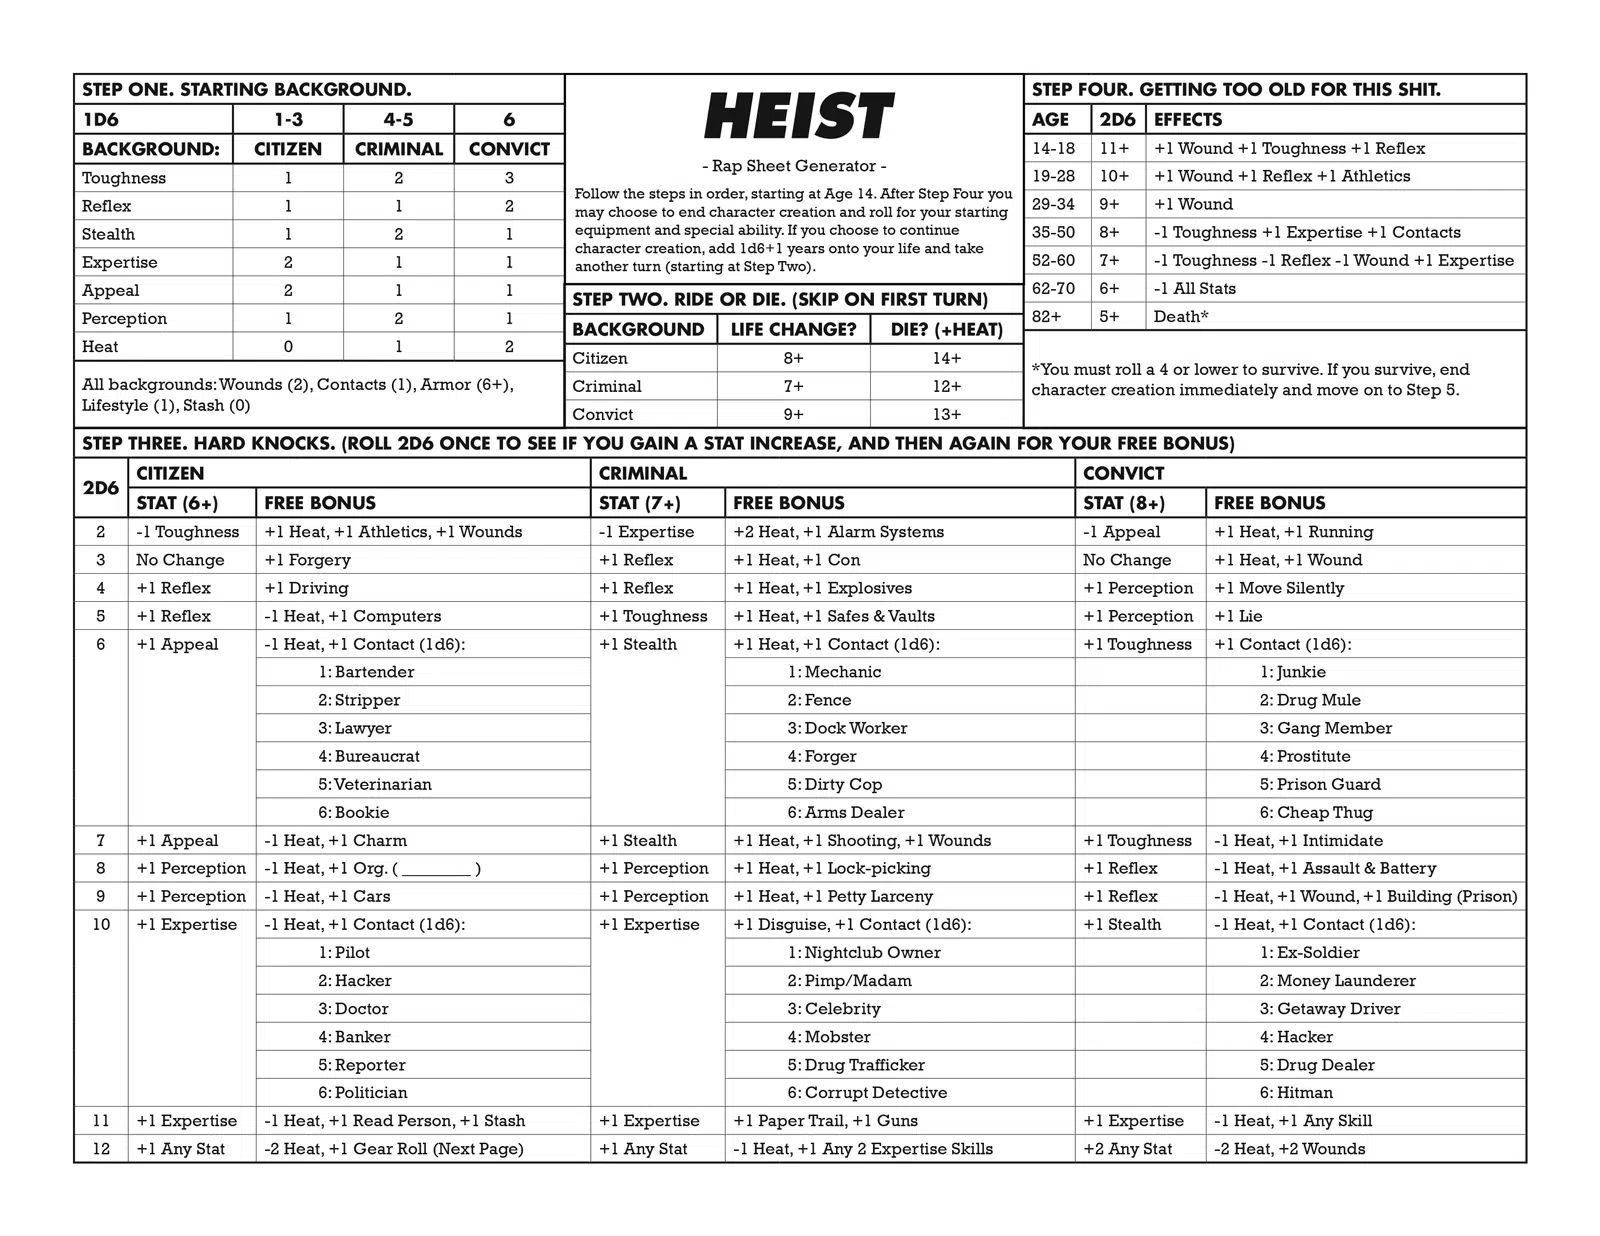 STEP ONE. STARTING BACKGROUND.
1D6 1-3 4-5 6
BACKGROUND: CITIZEN CRIMINAL CONVICT
Toughness 1 2 3
Reflex 1 1 2
Stealth 1 2 1
Expertise 2 1 1
Appeal 2 1 1
Perception 1 2 1
Heat 0 1 2
All backgrounds: Wounds (2), Contacts (1), Armor (6+),
Lifestyle (1), Stash (0)
HEIST
- Rap Sheet Generator -
Follow the steps in order, starting at Age 14. After Step Four you
may choose to end character creation and roll for your starting
equipment and special ability. If you choose to continue
character creation, add 1d6+1 years onto your life and take
another turn (starting at Step Two).
STEP TWO. RIDE OR DIE. (SKIP ON FIRST TURN)
BACKGROUND LIFE CHANGE? DIE? (+HEAT)
Citizen 8+ 14+
Criminal 7+ 12+
Convict 9+ 13+
STEP FOUR. GETTING TOO OLD FOR THIS SHIT.
AGE 2D6 EFFECTS
14-18 11+ +1 Wound +1 Toughness +1 Reflex
19-28 10+ +1 Wound +1 Reflex +1 Athletics
29-34 9+ +1 Wound
35-50 8+ -1 Toughness +1 Expertise +1 Contacts
52-60 7+ -1 Toughness -1 Reflex -1 Wound +1 Expertise
62-70 6+ -1 All Stats
82+ 5+ Death*
*You must roll a 4 or lower to survive. If you survive, end
character creation immediately and move on to Step 5.
STEP THREE. HARD KNOCKS. (ROLL 2D6 ONCE TO SEE IF YOU GAIN A STAT INCREASE, AND THEN AGAIN FOR YOUR FREE BONUS)
2D6 CITIZEN CRIMINAL CONVICT
STAT (6+) FREE BONUS STAT (7+) FREE BONUS STAT (8+) FREE BONUS
2 -1 Toughness +1 Heat, +1 Athletics, +1 Wounds -1 Expertise +2 Heat, +1 Alarm Systems -1 Appeal +1 Heat, +1 Running
3 No Change +1 Forgery +1 Reflex +1 Heat, +1 Con No Change +1 Heat, +1 Wound
4 +1 Reflex +1 Driving +1 Reflex +1 Heat, +1 Explosives +1 Perception +1 Move Silently
5 +1 Reflex -1 Heat, +1 Computers +1 Toughness +1 Heat, +1 Safes & Vaults +1 Perception +1 Lie
6 +1 Appeal -1 Heat, +1 Contact (1d6): +1 Stealth +1 Heat, +1 Contact (1d6): +1 Toughness +1 Contact (1d6):
1: Bartender 1: Mechanic 1: Junkie
2: Stripper 2: Fence 2: Drug Mule
3: Lawyer 3: Dock Worker 3: Gang Member
4: Bureaucrat 4: Forger 4: Prostitute
5: Veterinarian 5: Dirty Cop 5: Prison Guard
6: Bookie 6: Arms Dealer 6: Cheap Thug
7 +1 Appeal -1 Heat, +1 Charm +1 Stealth +1 Heat, +1 Shooting, +1 Wounds +1 Toughness -1 Heat, +1 Intimidate
8 +1 Perception -1 Heat, +1 Org. ( ________ ) +1 Perception +1 Heat, +1 Lock-picking +1 Reflex -1 Heat, +1 Assault & Battery
9 +1 Perception -1 Heat, +1 Cars +1 Perception +1 Heat, +1 Petty Larceny +1 Reflex -1 Heat, +1 Wound, +1 Building (Prison)
10 +1 Expertise -1 Heat, +1 Contact (1d6): +1 Expertise +1 Disguise, +1 Contact (1d6): +1 Stealth -1 Heat, +1 Contact (1d6):
1: Pilot 1: Nightclub Owner 1: Ex-Soldier
2: Hacker 2: Pimp/Madam 2: Money Launderer
3: Doctor 3: Celebrity 3: Getaway Driver
4: Banker 4: Mobster 4: Hacker
5: Reporter 5: Drug Trafficker 5: Drug Dealer
6: Politician 6: Corrupt Detective 6: Hitman
11 +1 Expertise -1 Heat, +1 Read Person, +1 Stash +1 Expertise +1 Paper Trail, +1 Guns +1 Expertise -1 Heat, +1 Any Skill
12 +1 Any Stat -2 Heat, +1 Gear Roll (Next Page) +1 Any Stat -1 Heat, +1 Any 2 Expertise Skills +2 Any Stat -2 Heat, +2 Wounds